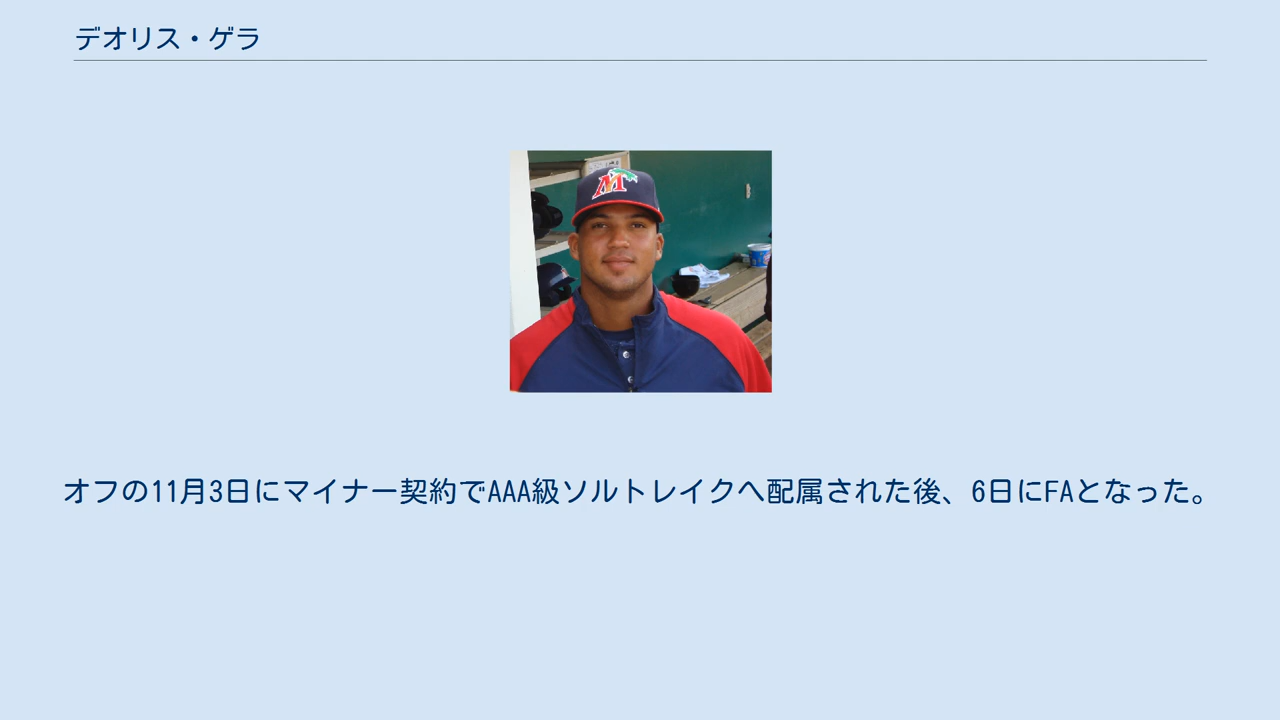 デオリス・ゲラ
M
オフの11月3日にマイナー契約でAAA級ソルトレイクへ配属された後、6日にFAとなった。